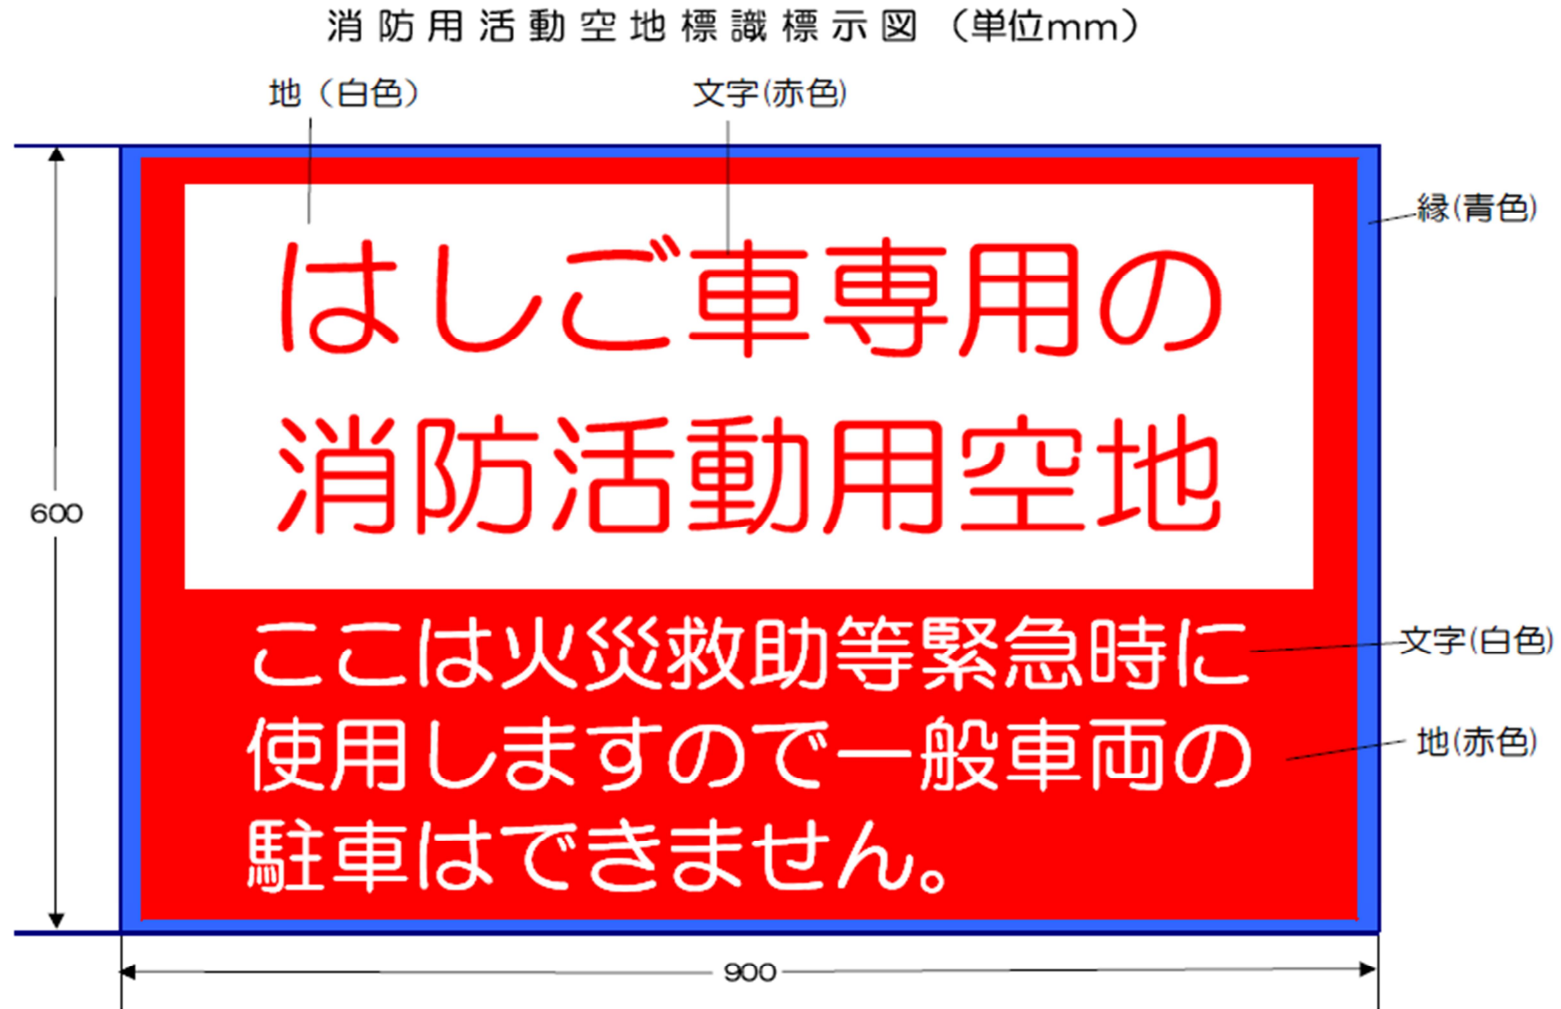 消防用活動空地標識標示図（単位mm）
地（白色）
文字(赤色)
縁(青色)
はしご車専用の
消防活動用空地
600
ここは火災救助等緊急時に
文字(白色)
使用しますので一般車両の
地(赤色)
駐車はできません。
900